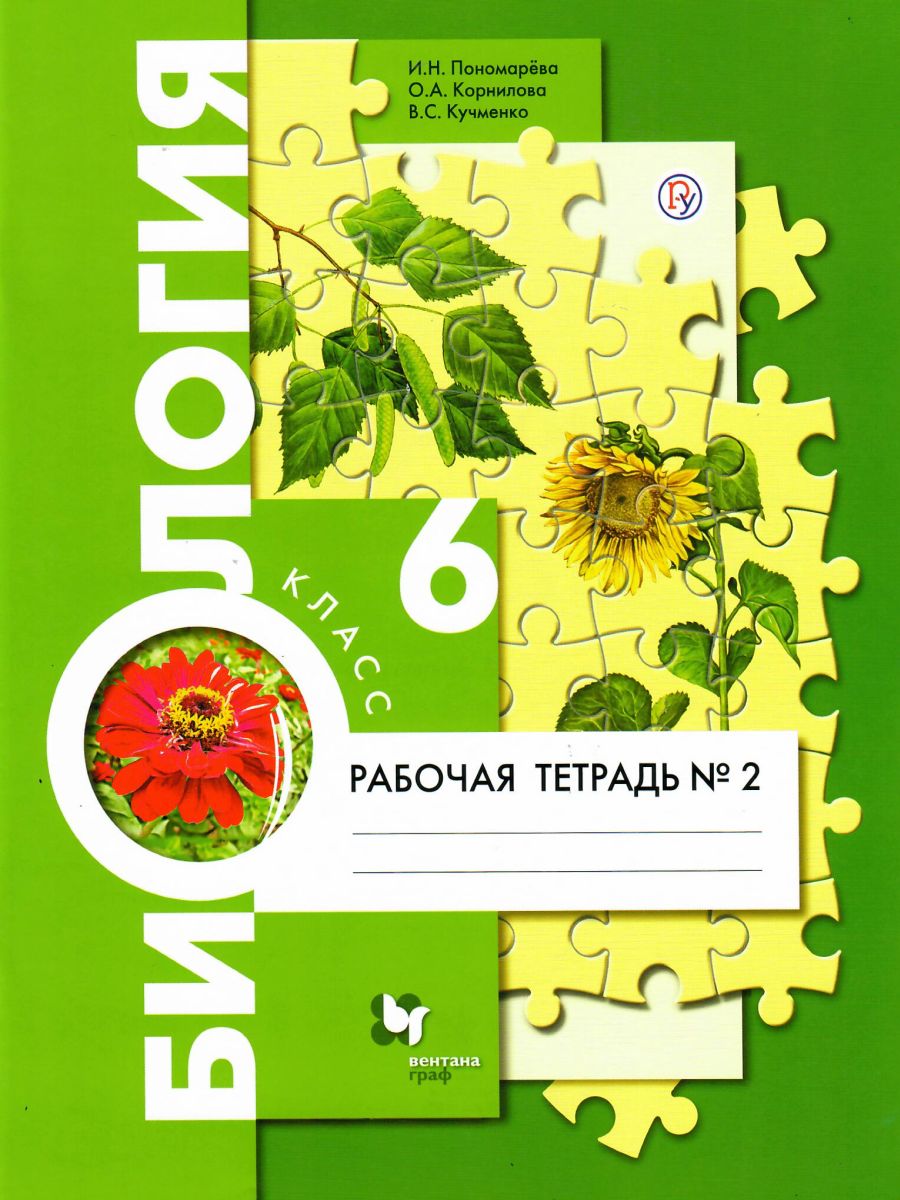 И.Н. Пономарёва
О.А. Корнилова
В.С. Кучменко
Р-У
БИОЛОГИЯ
6
КЛАСС
РАБОЧАЯ ТЕТРАДЬ № 2
вентана
граф